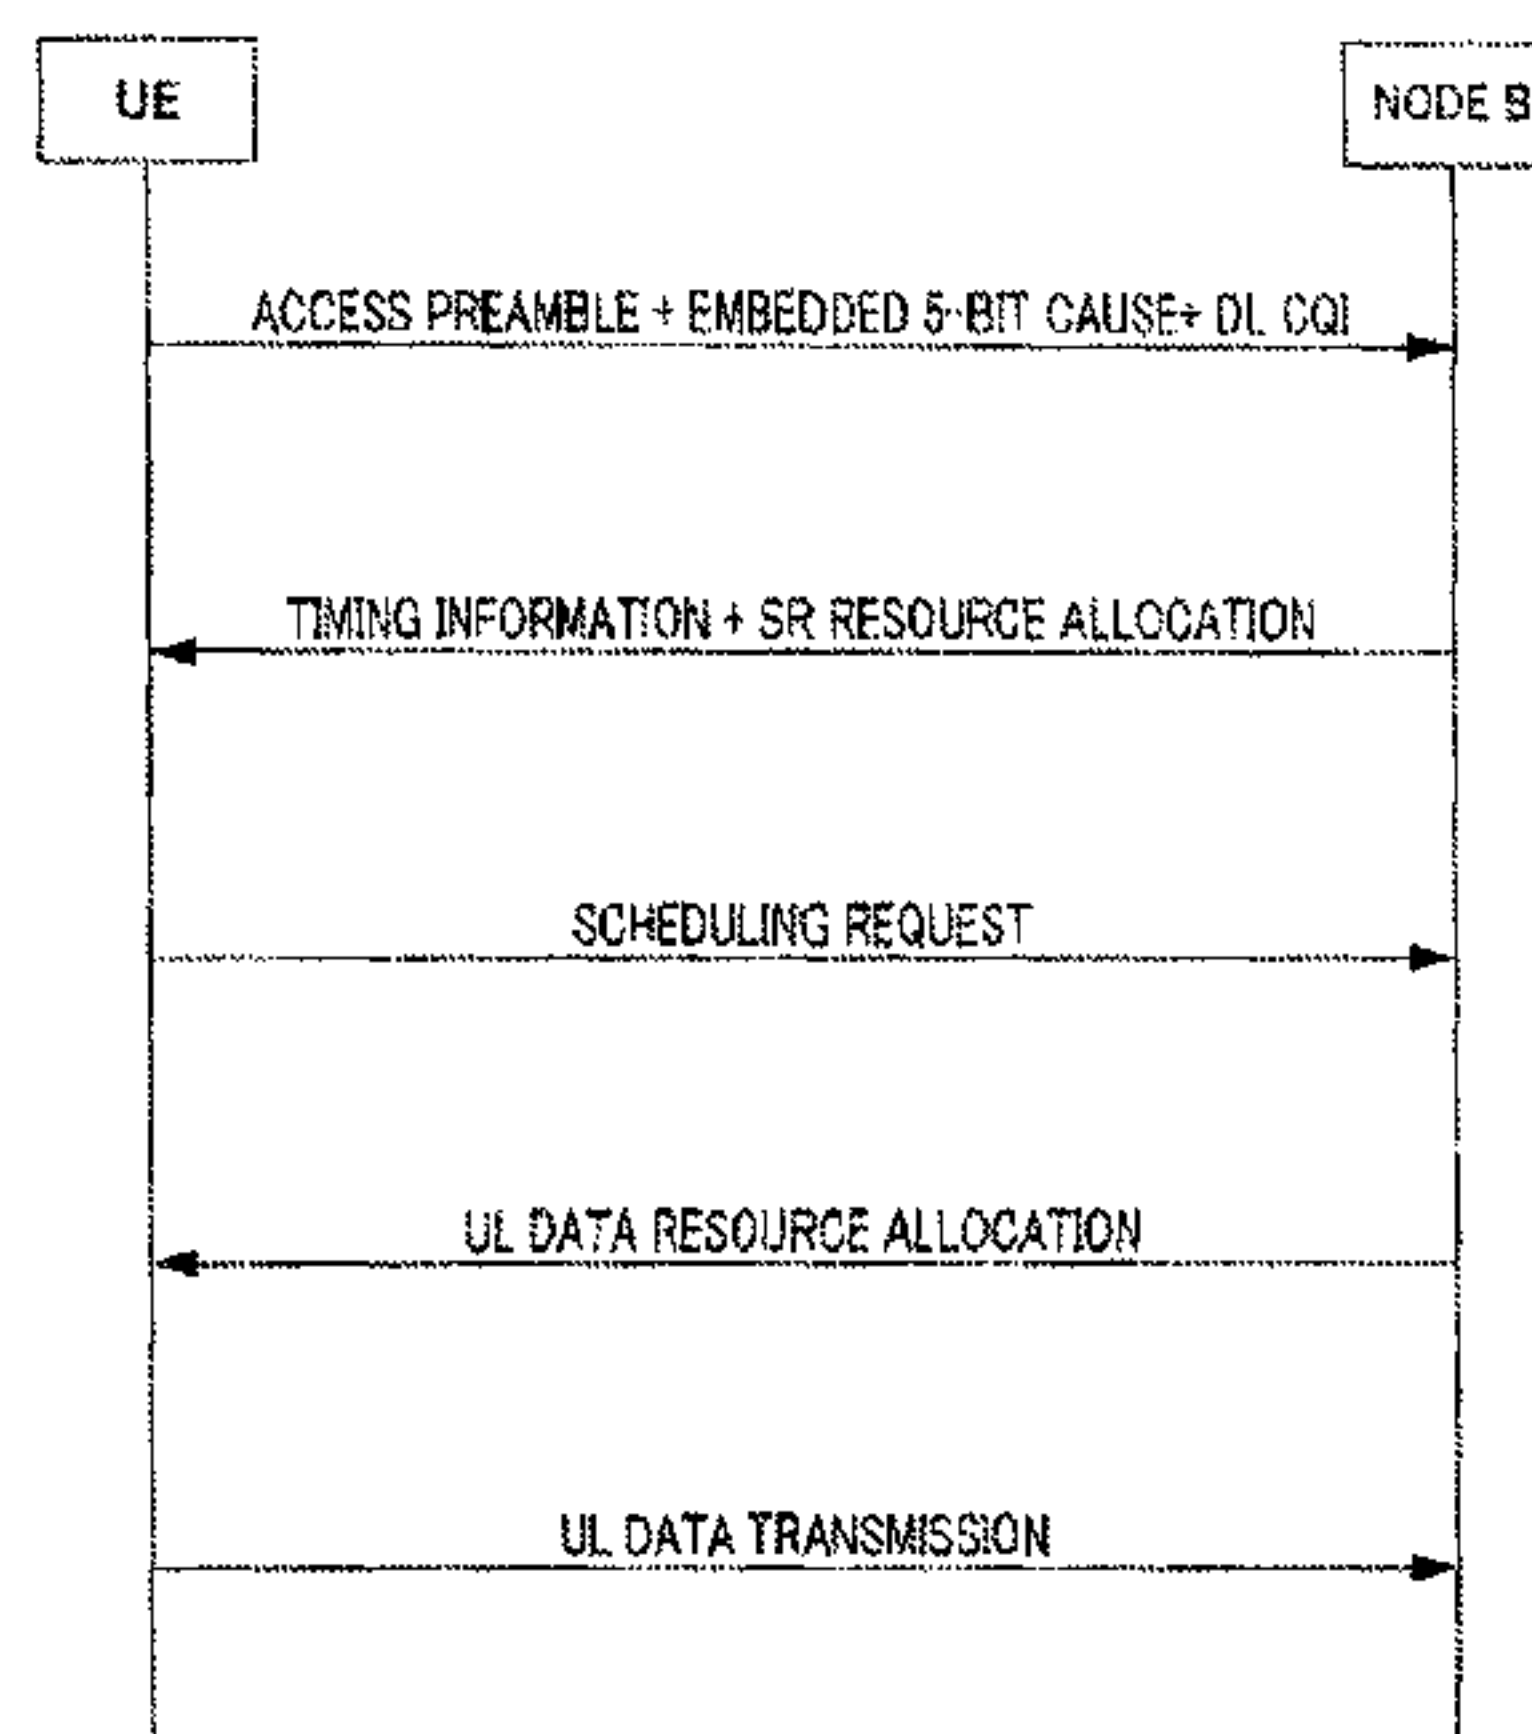 UE
NODE B
ACCESS PREAMBLE + EMBEDDED 5-BIT CAUSE+ DL CQI
TIMING INFORMATION + SR RESOURCE ALLOCATION
SCHEDULING REQUEST
UL DATA RESOURCE ALLOCATION
UL DATA TRANSMISSION